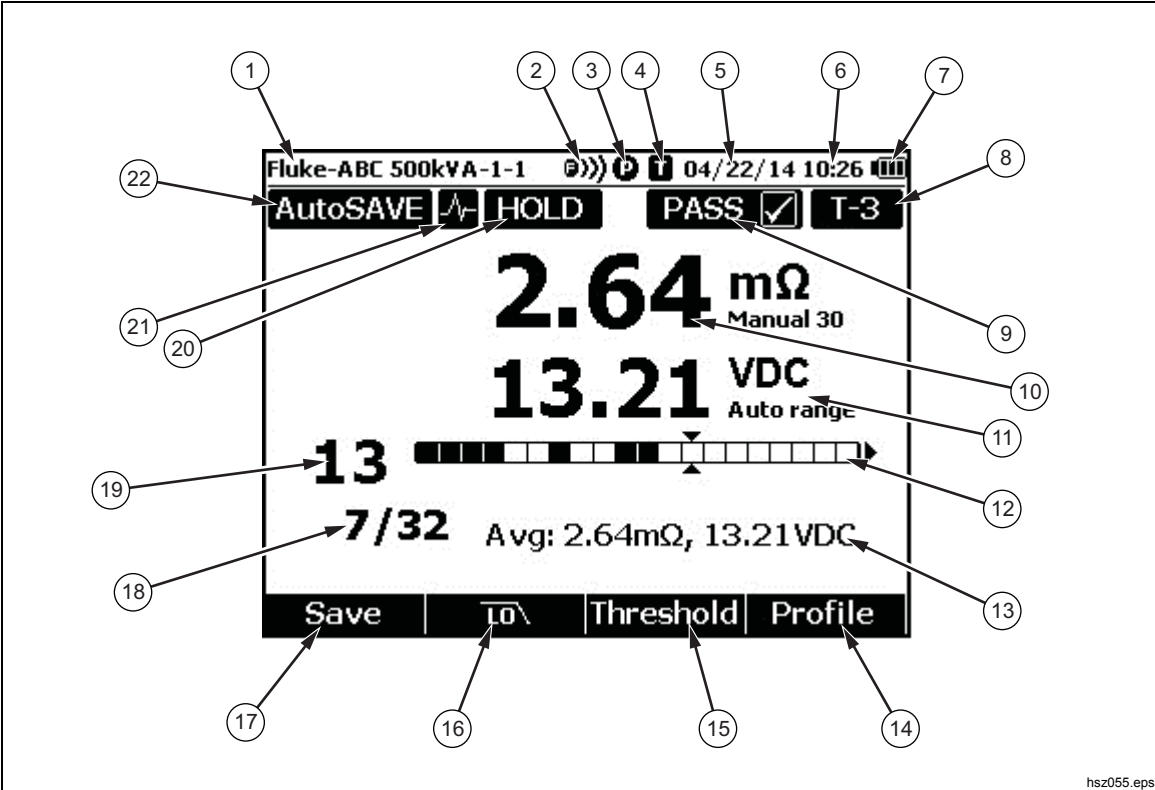 1 2 3 4 5 6 7
Fluke-ABC 500kVA-1-1 P T 04/22/14 10:26
22 8
AutoSAVE HOLD PASS T-3
2.64 mΩ
Manual 30
21 20 9
13.21 VDC
Auto range
10
11
19 13
12
18 7/32 Avg: 2.64mΩ, 13.21VDC
13
Save LO Threshold Profile
17 16 15 14
hsz055.eps